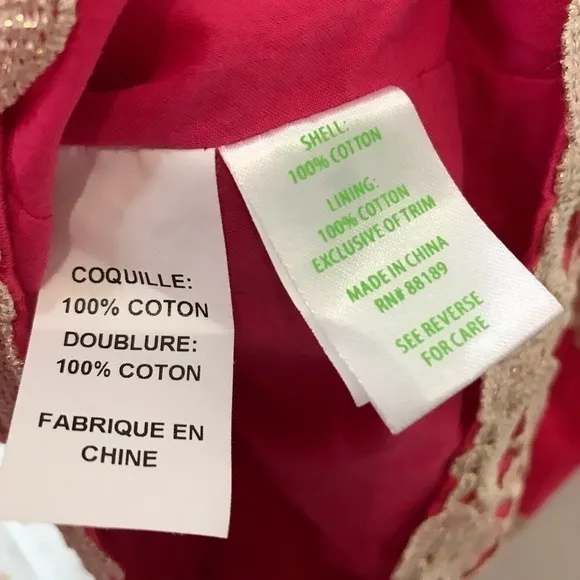 COQUILLE:
100% COTON
DOUBLURE:
100% COTON
FABRIQUE EN
CHINE
SHELL:
100% COTTON
LINING:
100% COTTON
EXCLUSIVE OF TRIM
MADE IN CHINA
RN# 88189
SEE REVERSE
FOR CARE